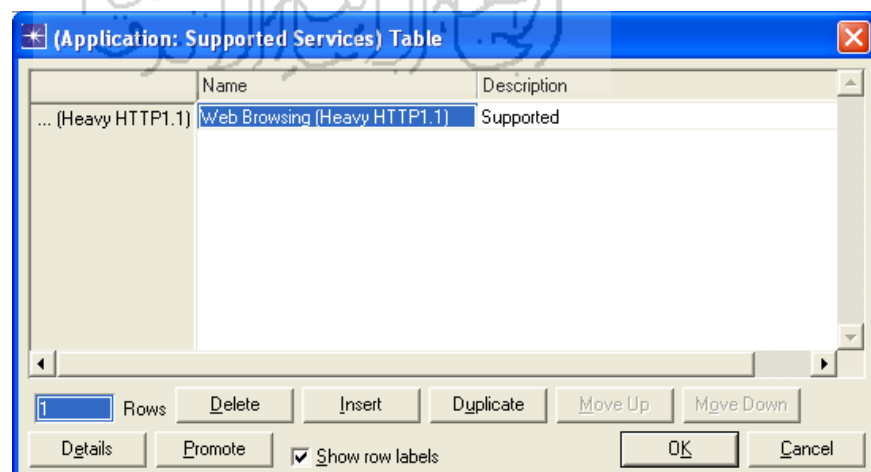 (Application: Supported Services) Table
Name Description
... (Heavy HTTP1.1) Web Browsing (Heavy HTTP1.1) Supported
1 Rows Delete Insert Duplicate Move Up Move Down
Details Promote Show row labels OK Cancel